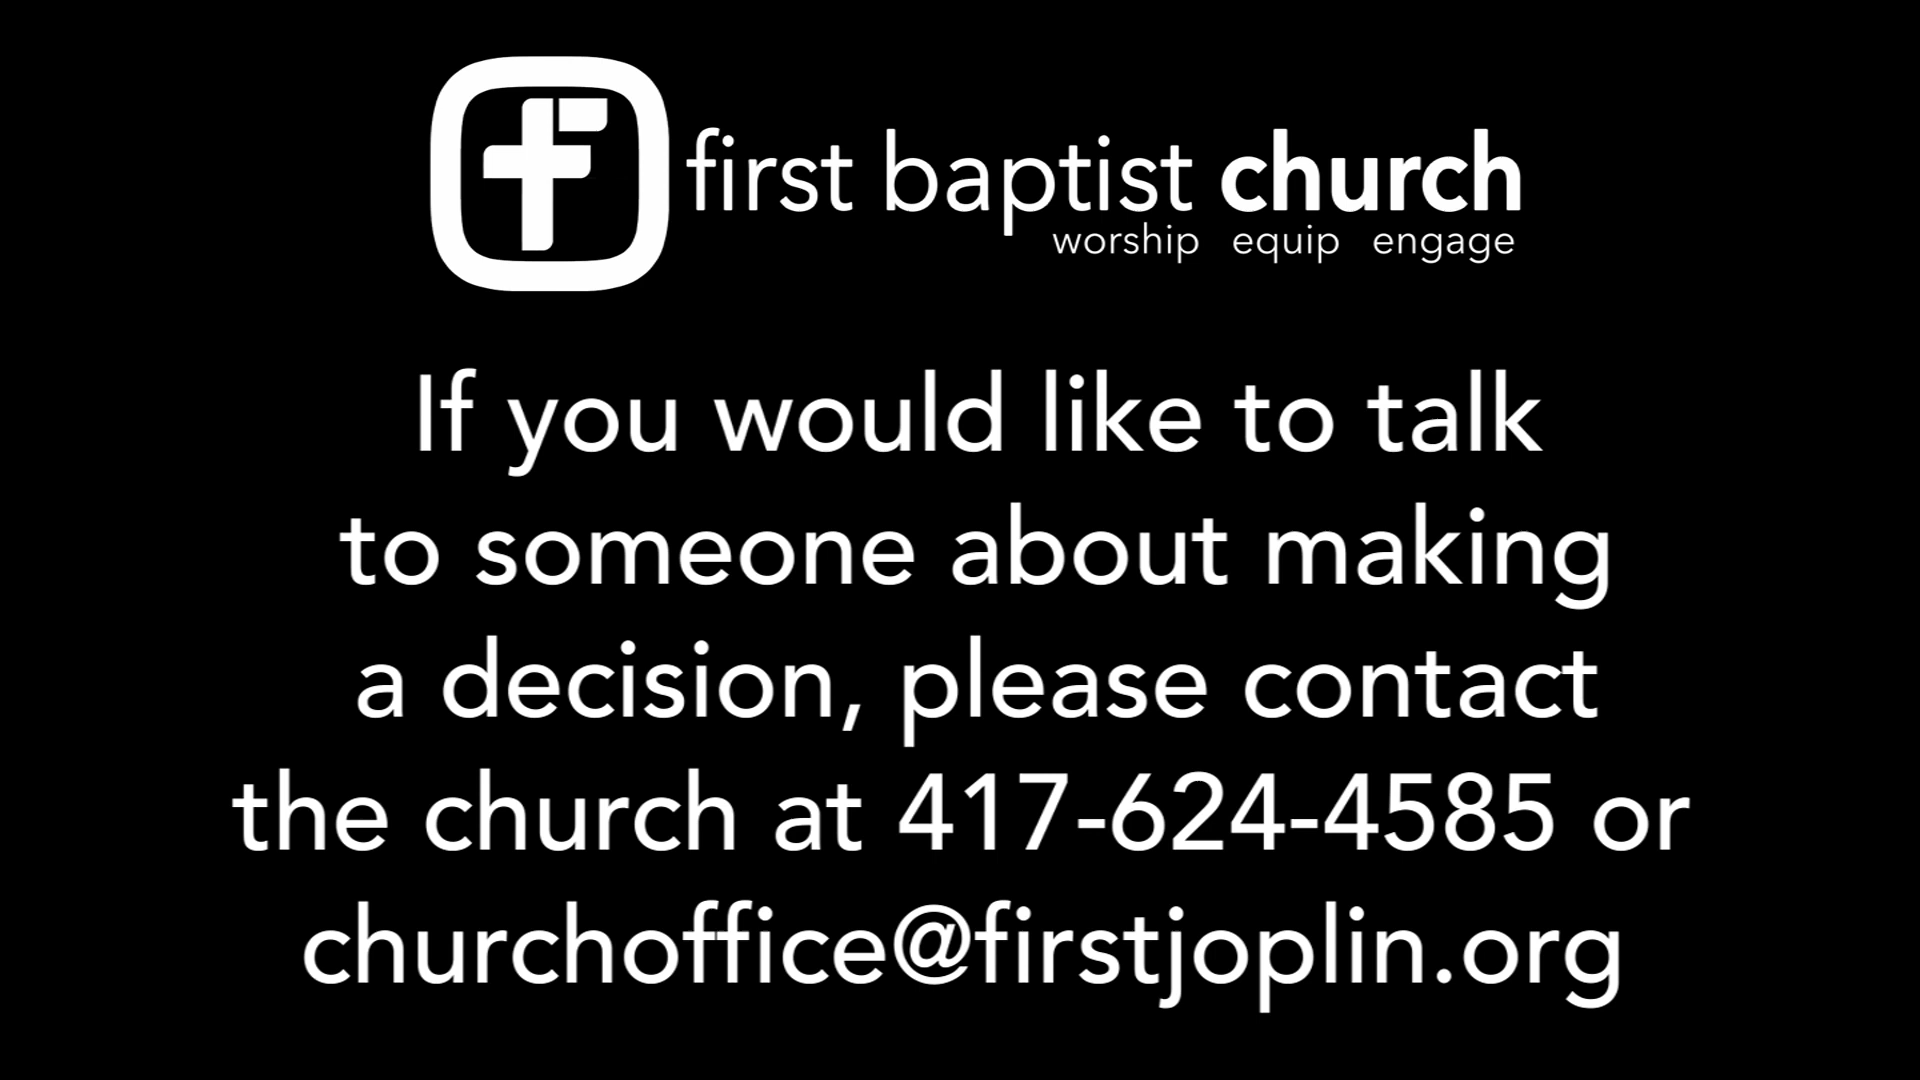 first baptist church
worship equip engage
If you would like to talk
to someone about making
a decision, please contact
the church at 417-624-4585 or
churchoffice@firstjoplin.org